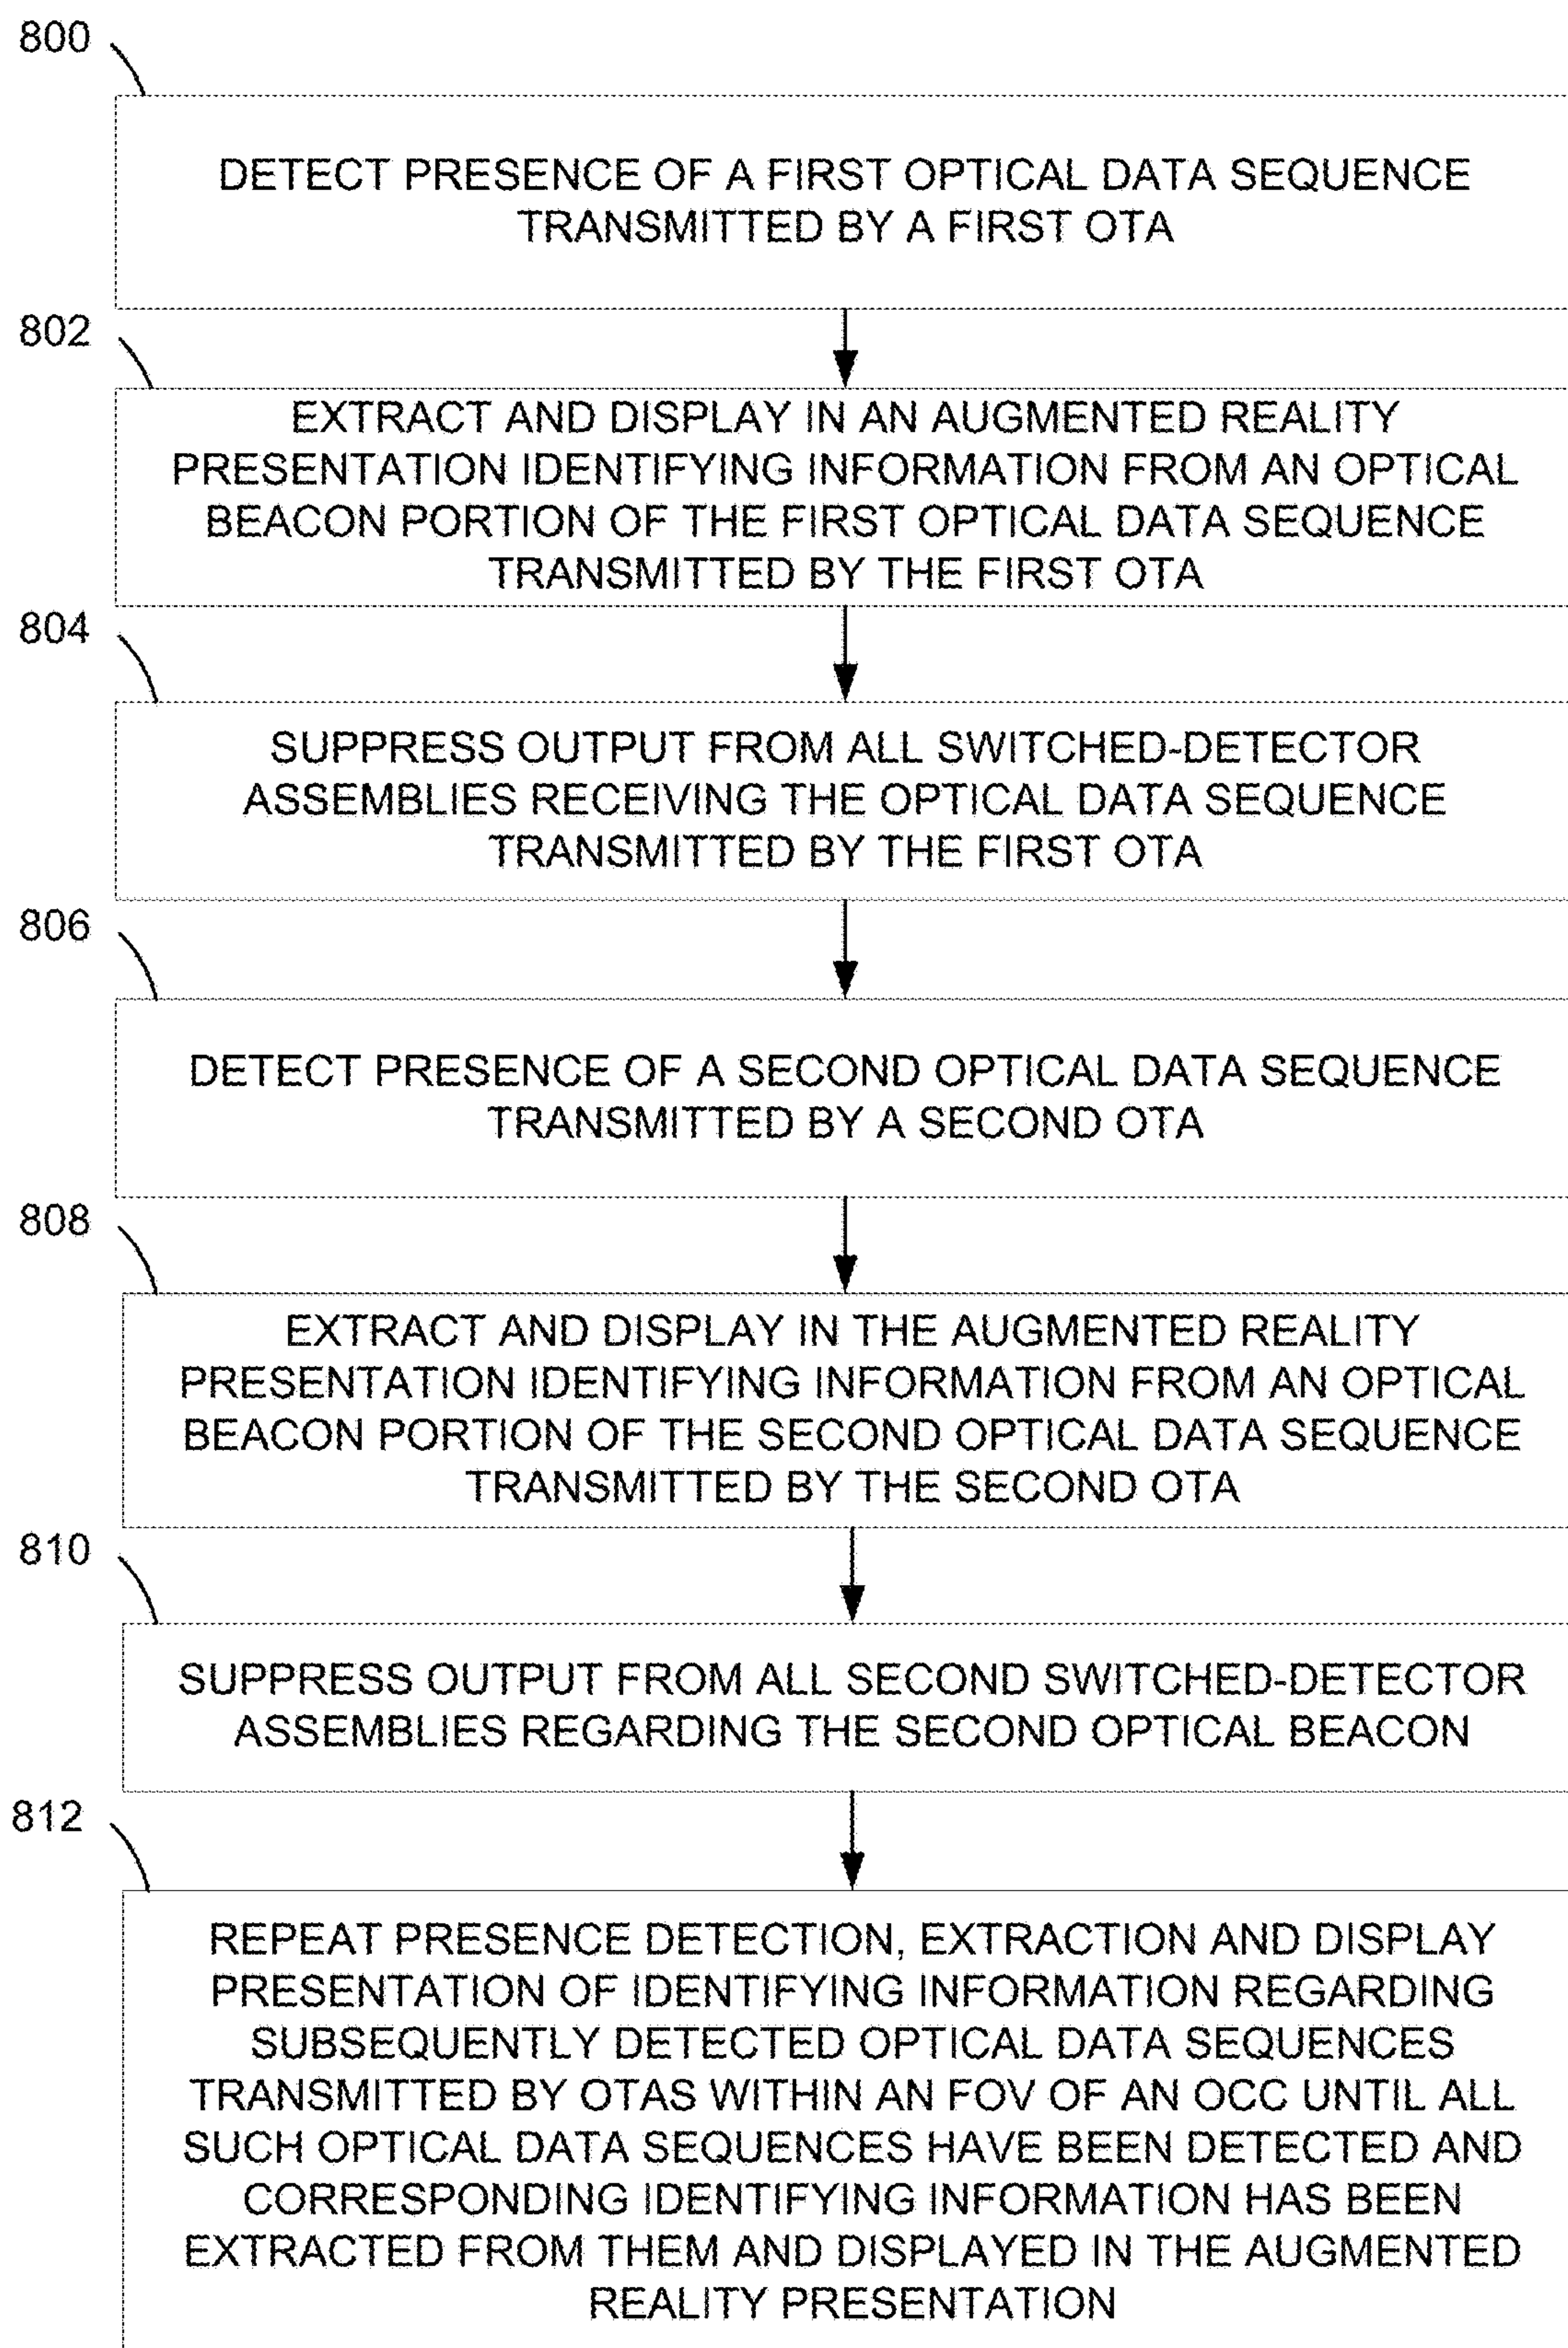 800
DETECT PRESENCE OF A FIRST OPTICAL DATA SEQUENCE
TRANSMITTED BY A FIRST OTA
802
EXTRACT AND DISPLAY IN AN AUGMENTED REALITY
PRESENTATION IDENTIFYING INFORMATION FROM AN OPTICAL
BEACON PORTION OF THE FIRST OPTICAL DATA SEQUENCE
TRANSMITTED BY THE FIRST OTA
804
SUPPRESS OUTPUT FROM ALL SWITCHED-DETECTOR
ASSEMBLIES RECEIVING THE OPTICAL DATA SEQUENCE
TRANSMITTED BY THE FIRST OTA
806
DETECT PRESENCE OF A SECOND OPTICAL DATA SEQUENCE
TRANSMITTED BY A SECOND OTA
808
EXTRACT AND DISPLAY IN THE AUGMENTED REALITY
PRESENTATION IDENTIFYING INFORMATION FROM AN OPTICAL
BEACON PORTION OF THE SECOND OPTICAL DATA SEQUENCE
TRANSMITTED BY THE SECOND OTA
810
SUPPRESS OUTPUT FROM ALL SECOND SWITCHED-DETECTOR
ASSEMBLIES REGARDING THE SECOND OPTICAL BEACON
812
REPEAT PRESENCE DETECTION, EXTRACTION AND DISPLAY
PRESENTATION OF IDENTIFYING INFORMATION REGARDING
SUBSEQUENTLY DETECTED OPTICAL DATA SEQUENCES
TRANSMITTED BY OTAS WITHIN AN FOV OF AN OCC UNTIL ALL
SUCH OPTICAL DATA SEQUENCES HAVE BEEN DETECTED AND
CORRESPONDING IDENTIFYING INFORMATION HAS BEEN
EXTRACTED FROM THEM AND DISPLAYED IN THE AUGMENTED
REALITY PRESENTATION